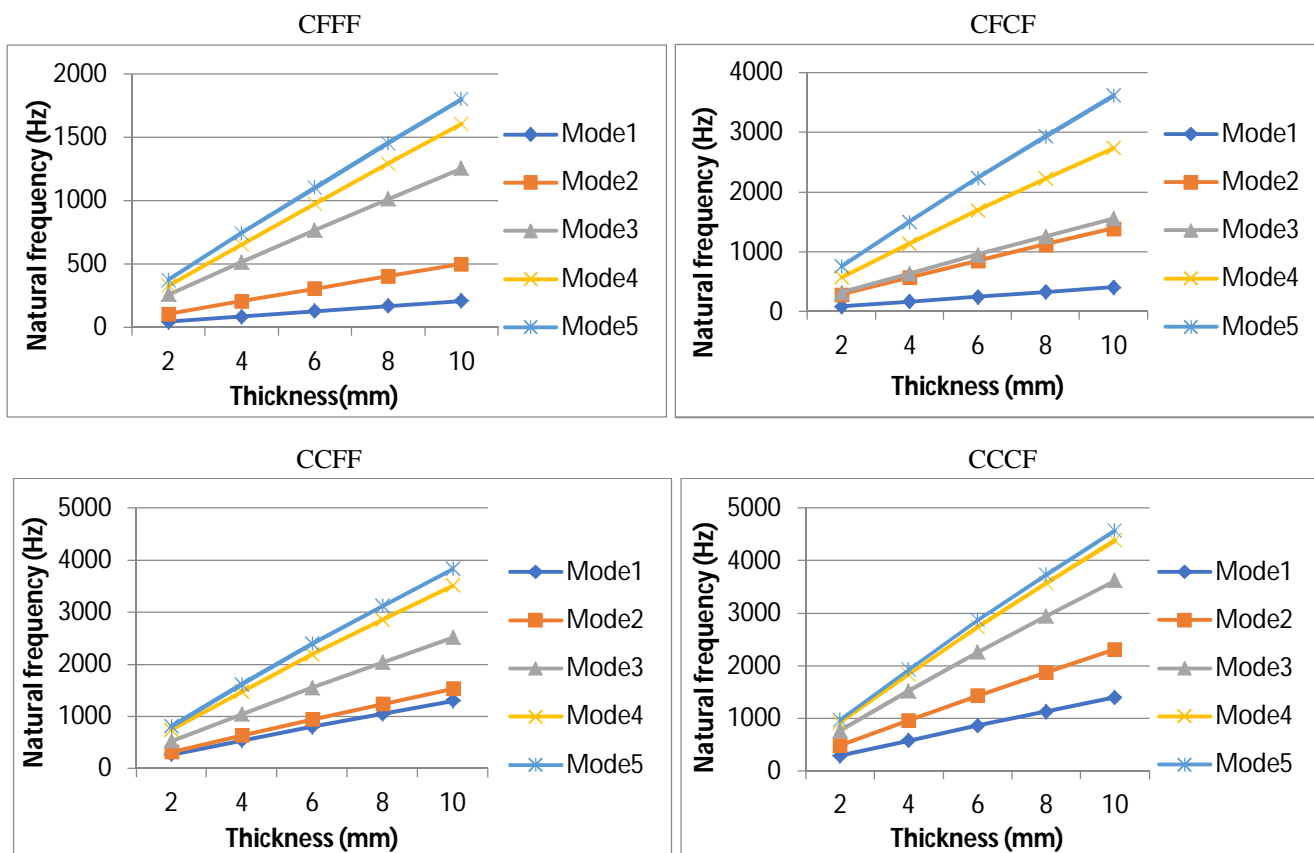 CFFF
Natural frequency (Hz)
2000
1500
1000
500
0
2 4 6 8 10
Thickness(mm)
Mode1
Mode2
Mode3
Mode4
Mode5
CFCF
Natural frequency (Hz)
4000
3000
2000
1000
0
2 4 6 8 10
Thickness (mm)
Mode1
Mode2
Mode3
Mode4
Mode5
CCFF
Natural frequency (Hz)
5000
4000
3000
2000
1000
0
2 4 6 8 10
Thickness (mm)
Mode1
Mode2
Mode3
Mode4
Mode5
CCCF
Natural frequency (Hz)
5000
4000
3000
2000
1000
0
2 4 6 8 10
Thickness (mm)
Mode1
Mode2
Mode3
Mode4
Mode5